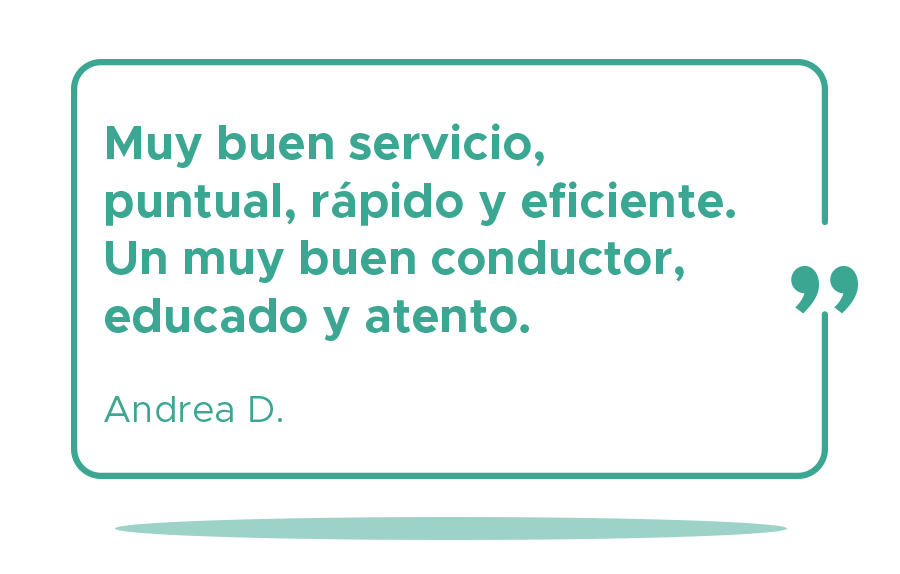 Muy buen servicio,
puntual, rápido y eficiente.
Un muy buen conductor,
educado y atento.
Andrea D.
”